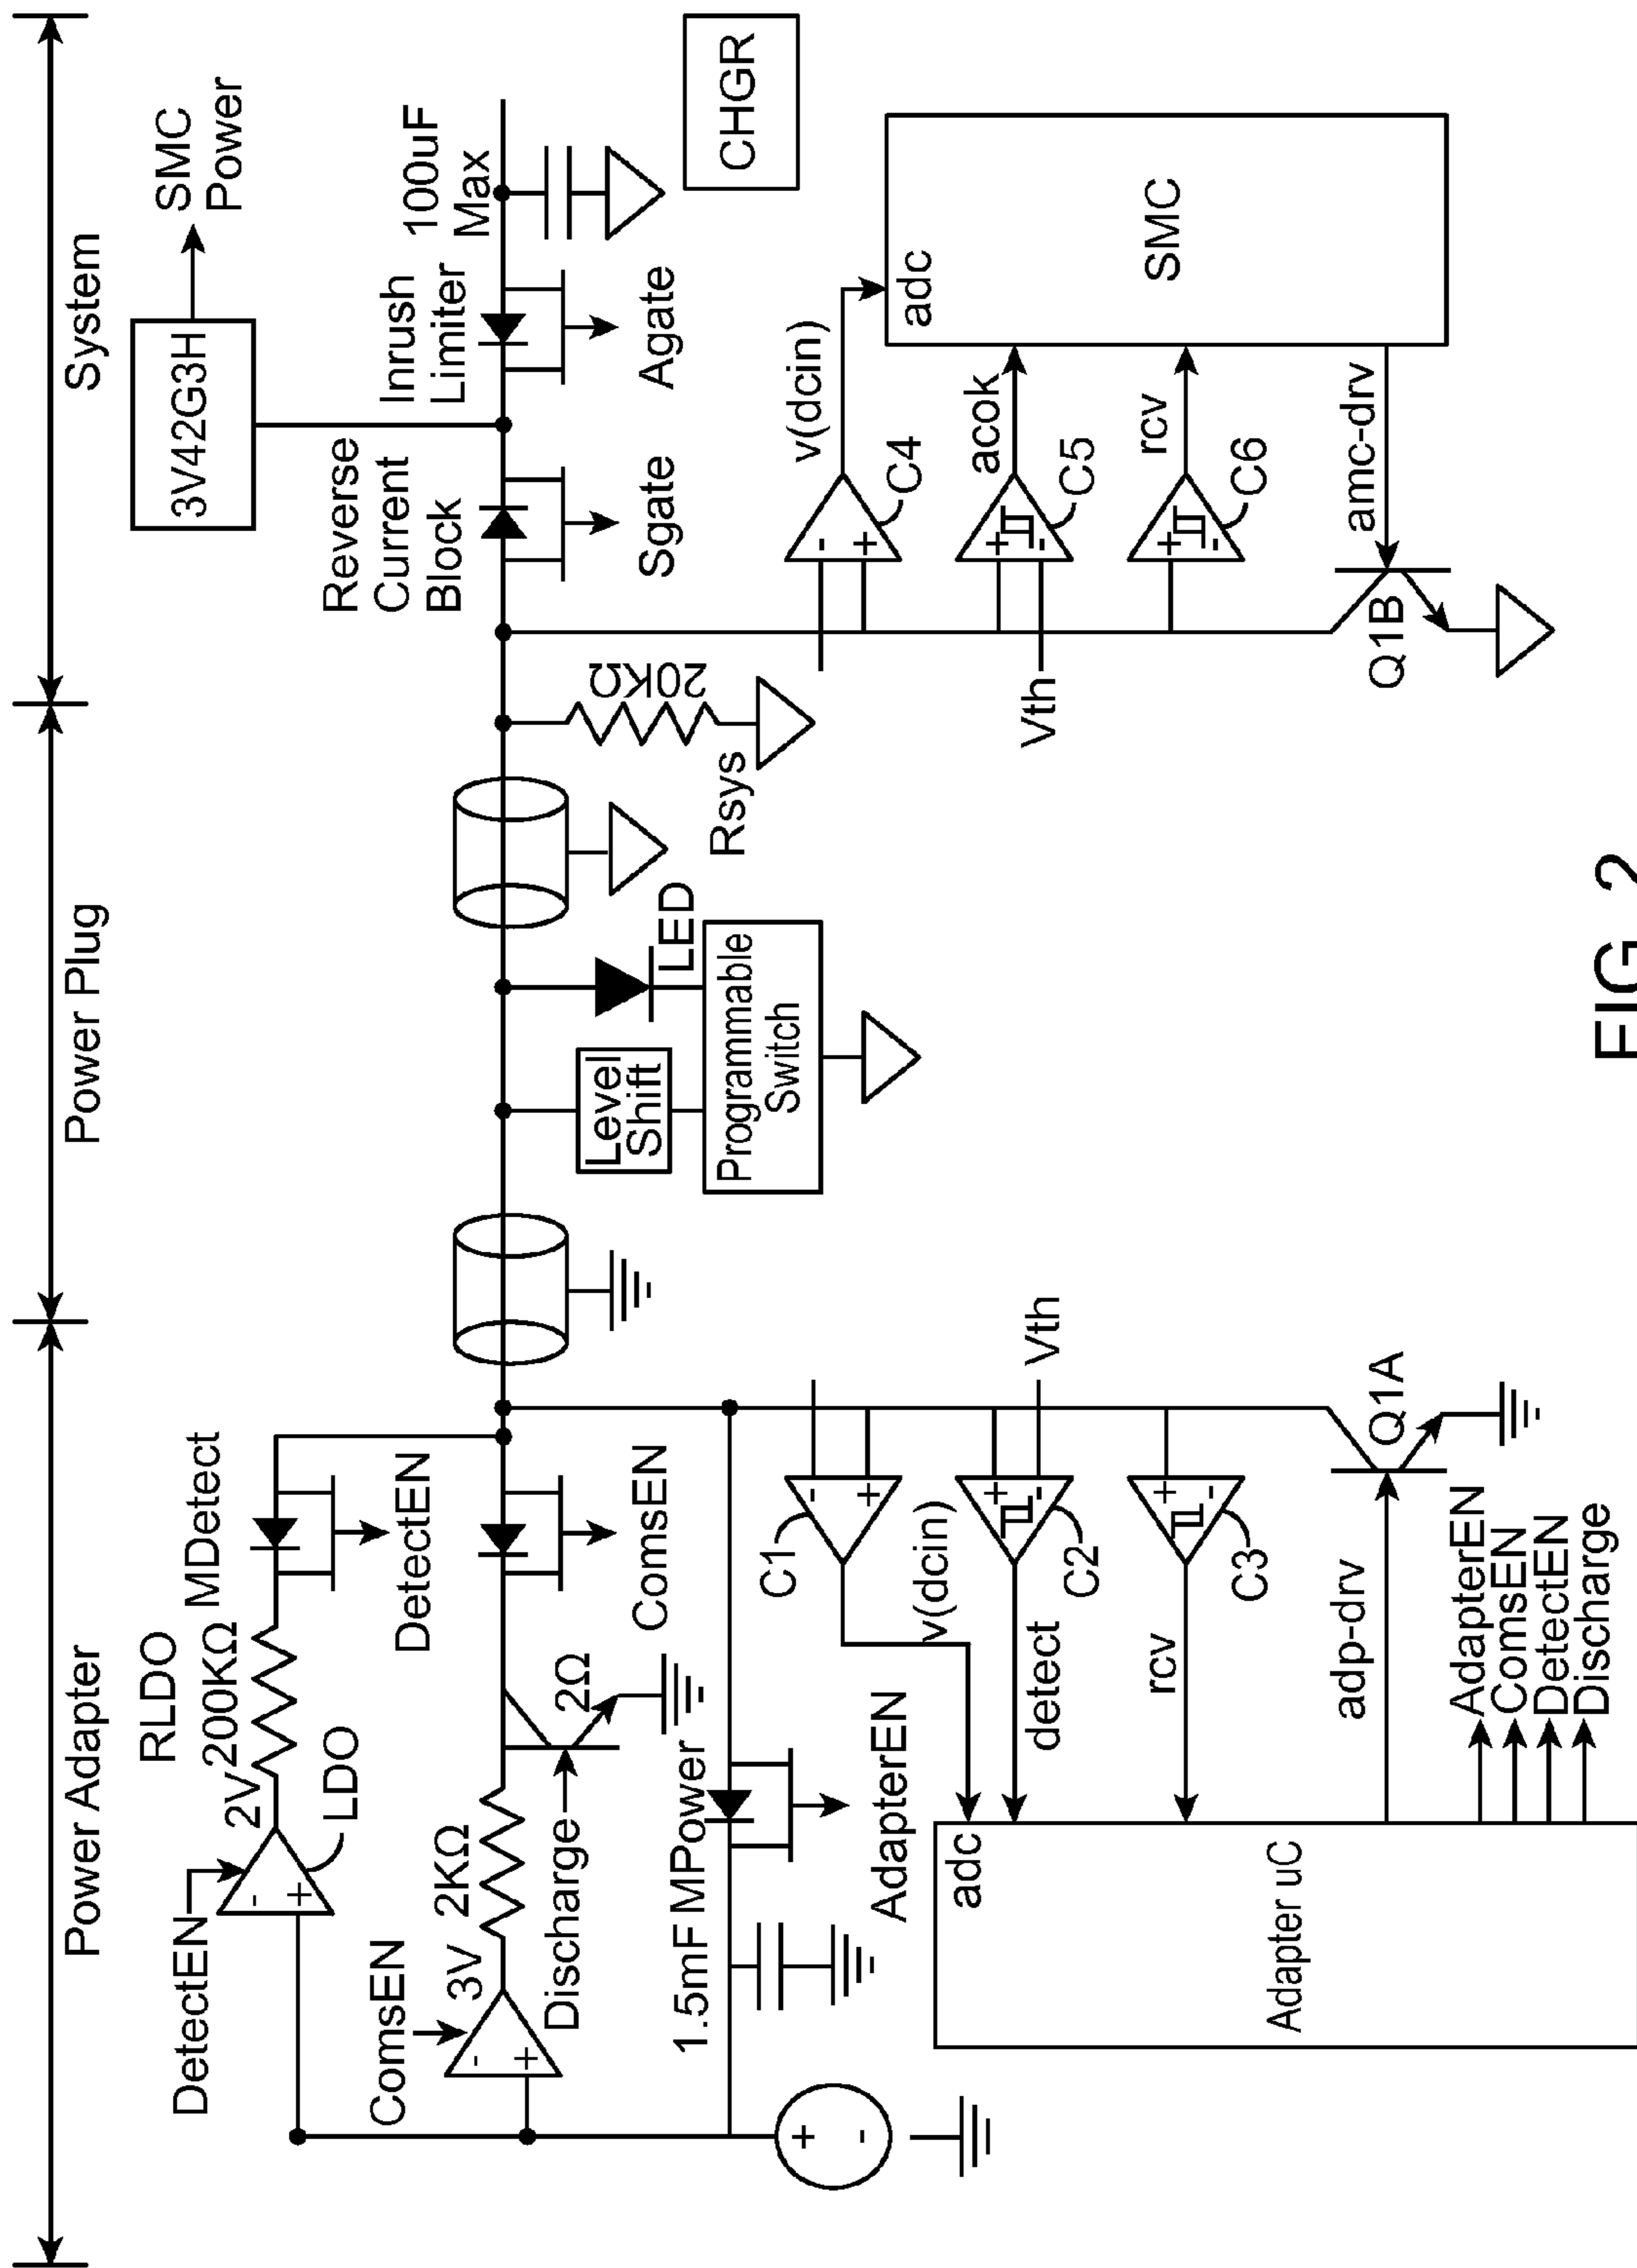 Power Adapter
Power Plug
System
DetectEN
-
+
LDO
2V
RLDO
200KΩ
MDetect
DetectEN
ComsEN
-
+
3V
2KΩ
Discharge
2Ω
ComsEN
1.5mF
MPower
AdapterEN
+
-
C1
-
+
v(dcin)
detect
C2
+
-
Vth
rcv
C3
+
-
adp-drv
Q1A
adc
Adapter uC
AdapterEN
ComsEN
DetectEN
Discharge
Level
Shift
LED
Programmable
Switch
Rsys
20KΩ
Reverse
Current
Block
Sgate
3V42G3H
SMC
Power
Inrush
Limiter
Agate
100uF
Max
CHGR
-
+
C4
v(dcin)
adc
Vth
+
-
C5
acok
+
-
C6
rcv
SMC
amc-drv
Q1B
FIG. 2